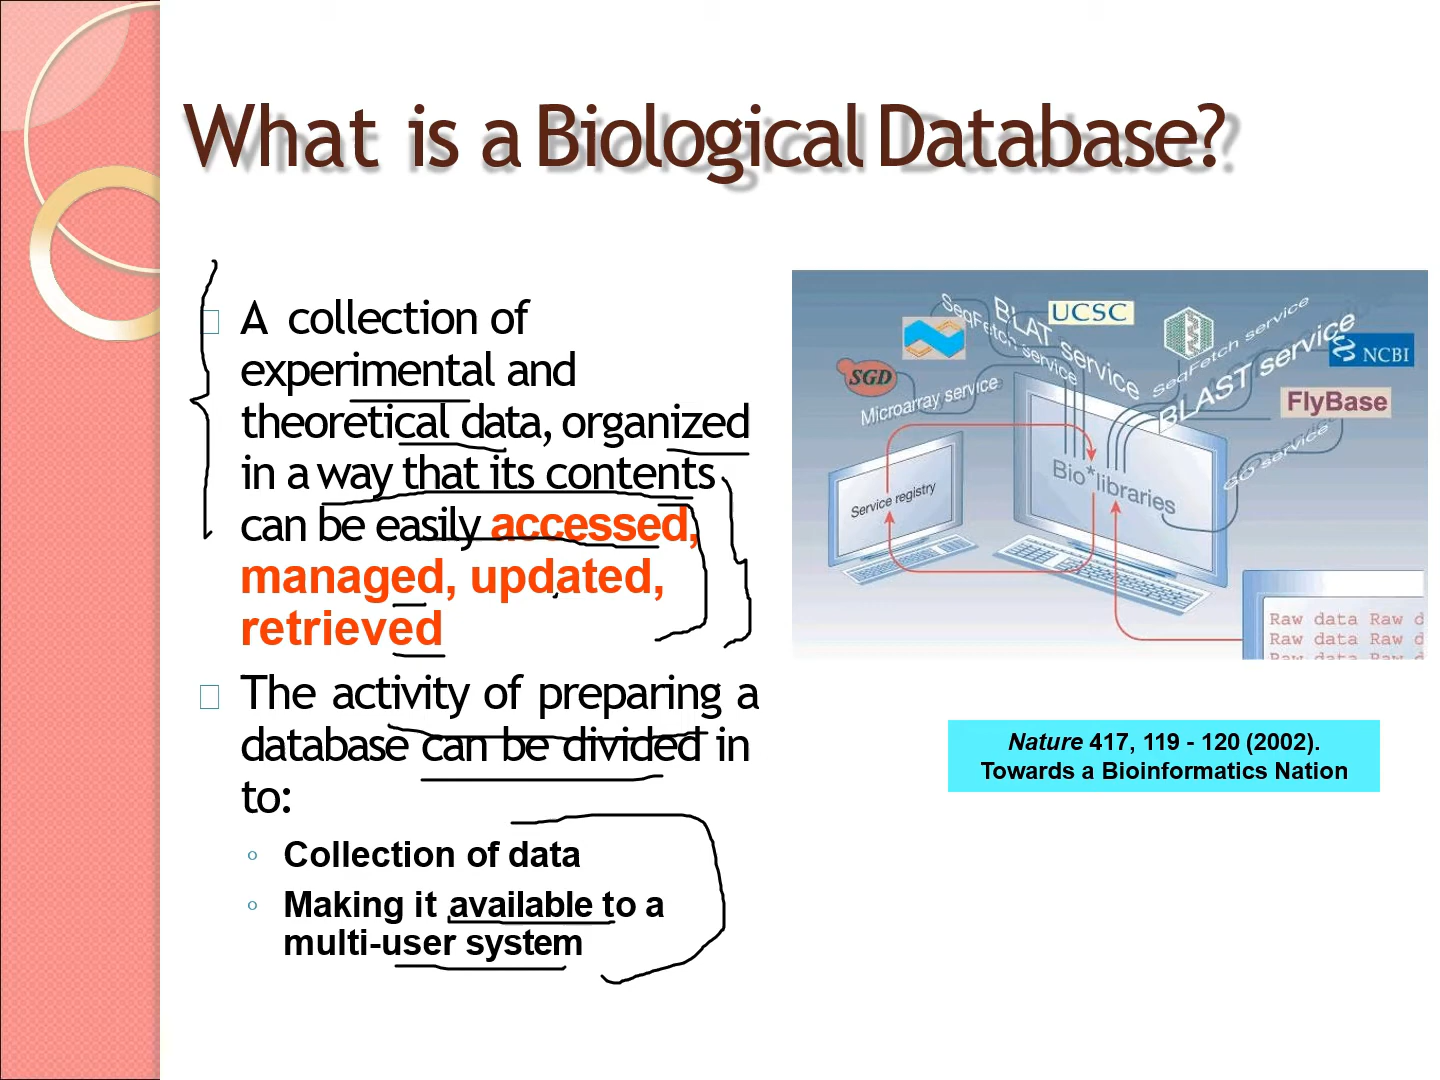 What is a Biological Database?
A collection of
experimental and
theoretical data, organized
in a way that its contents
can be easily accessed,
managed, updated,
retrieved
The activity of preparing a
database can be divided in
to:
Collection of data
Making it available to a
multi-user system
SeqFetch service
BLAT service
UCSC
SeqFetch service
BLAST service
NCBI
SGD
Microarray service
FlyBase
GO service
Bio*libraries
Service registry
Raw data Raw d
Raw data Raw d
Raw data Raw d
Nature 417, 119 - 120 (2002).
Towards a Bioinformatics Nation